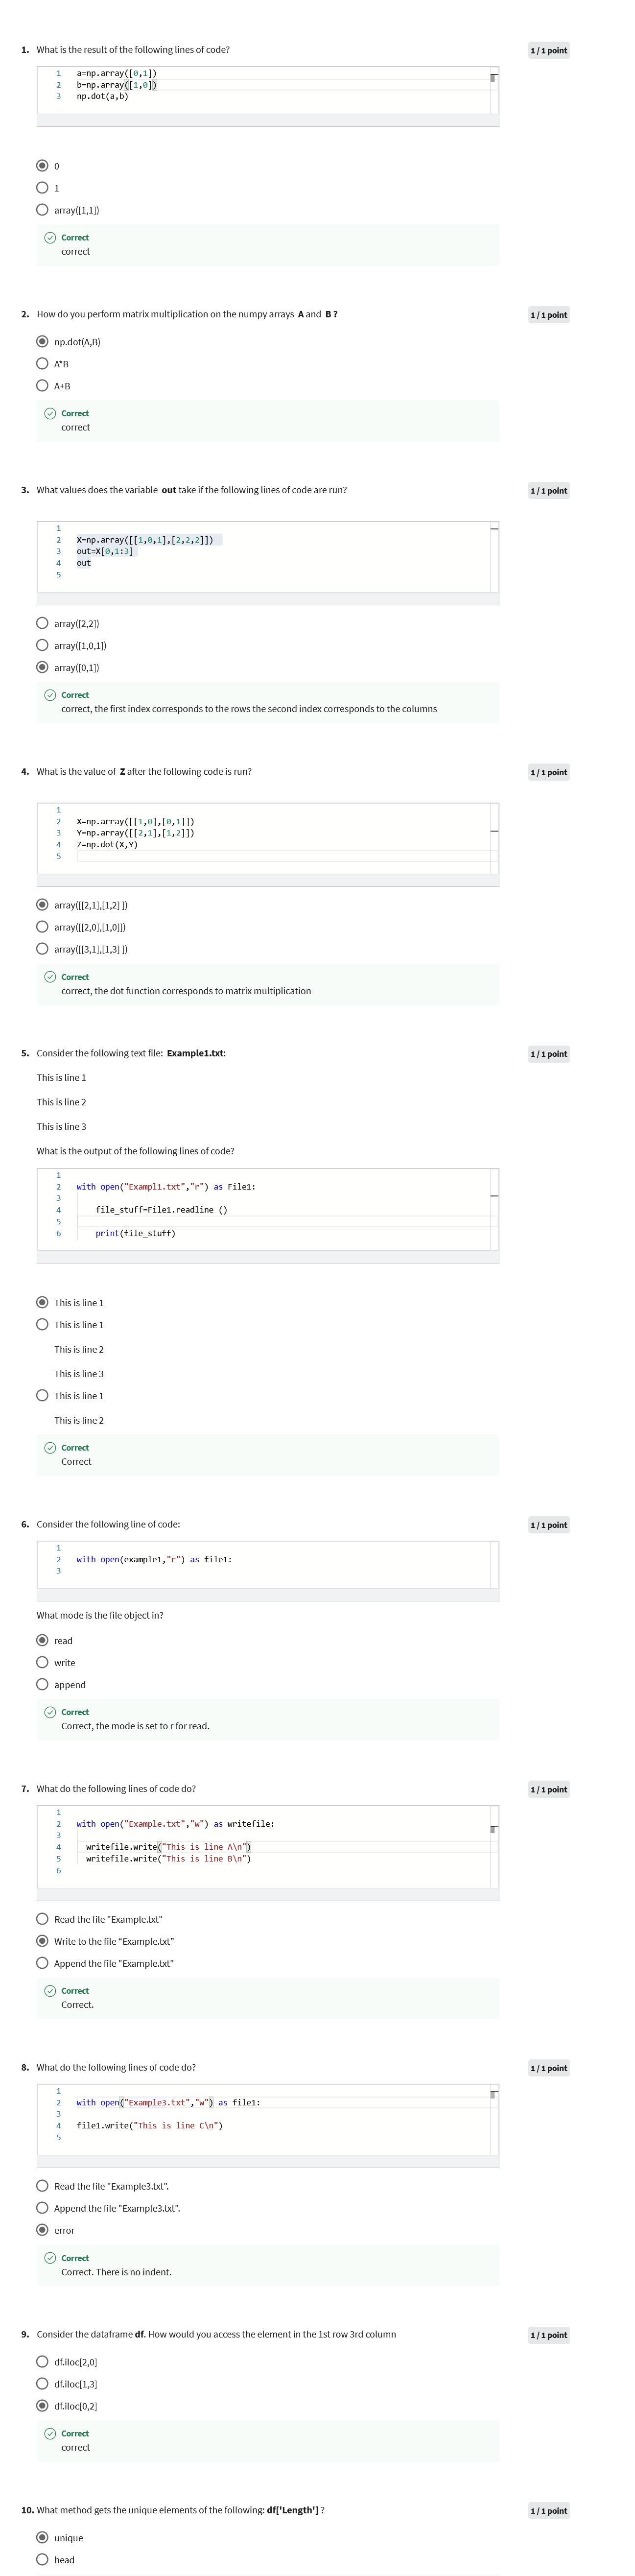 1. What is the result of the following lines of code?
1 / 1 point
1 a=np.array([0,1])
2 b=np.array([1,0])
3 np.dot(a,b)
0
1
array([1,1])
Correct
correct
2. How do you perform matrix multiplication on the numpy arrays A and B ?
1 / 1 point
np.dot(A,B)
A*B
A+B
Correct
correct
3. What values does the variable out take if the following lines of code are run?
1 / 1 point
1
2 X=np.array([[1,0,1],[2,2,2]])
3 out=X[0,1:3]
4 out
5
array([2,2])
array([1,0,1])
array([0,1])
Correct
correct, the first index corresponds to the rows the second index corresponds to the columns
4. What is the value of Z after the following code is run?
1 / 1 point
1
2 X=np.array([[1,0],[0,1]])
3 Y=np.array([[2,1],[1,2]])
4 Z=np.dot(X,Y)
5
array([[2,1],[1,2] ])
array([[2,0],[1,0]])
array([[3,1],[1,3] ])
Correct
correct, the dot function corresponds to matrix multiplication
5. Consider the following text file: Example1.txt:
1 / 1 point
This is line 1
This is line 2
This is line 3
What is the output of the following lines of code?
1
2 with open("Exampl1.txt","r") as File1:
3
4 file_stuff=File1.readline ()
5
6 print(file_stuff)
This is line 1
This is line 1
This is line 2
This is line 3
This is line 1
This is line 2
Correct
Correct
6. Consider the following line of code:
1 / 1 point
1
2 with open(example1,"r") as file1:
3
What mode is the file object in?
read
write
append
Correct
Correct, the mode is set to r for read.
7. What do the following lines of code do?
1 / 1 point
1
2 with open("Example.txt","w") as writefile:
3
4 writefile.write("This is line A\n")
5 writefile.write("This is line B\n")
6
Read the file "Example.txt"
Write to the file "Example.txt"
Append the file "Example.txt"
Correct
Correct.
8. What do the following lines of code do?
1 / 1 point
1
2 with open("Example3.txt","w") as file1:
3
4 file1.write("This is line C\n")
5
Read the file "Example3.txt".
Append the file "Example3.txt".
error
Correct
Correct. There is no indent.
9. Consider the dataframe df. How would you access the element in the 1st row 3rd column
1 / 1 point
df.iloc[2,0]
df.iloc[1,3]
df.iloc[0,2]
Correct
correct
10. What method gets the unique elements of the following: df['Length'] ?
1 / 1 point
unique
head